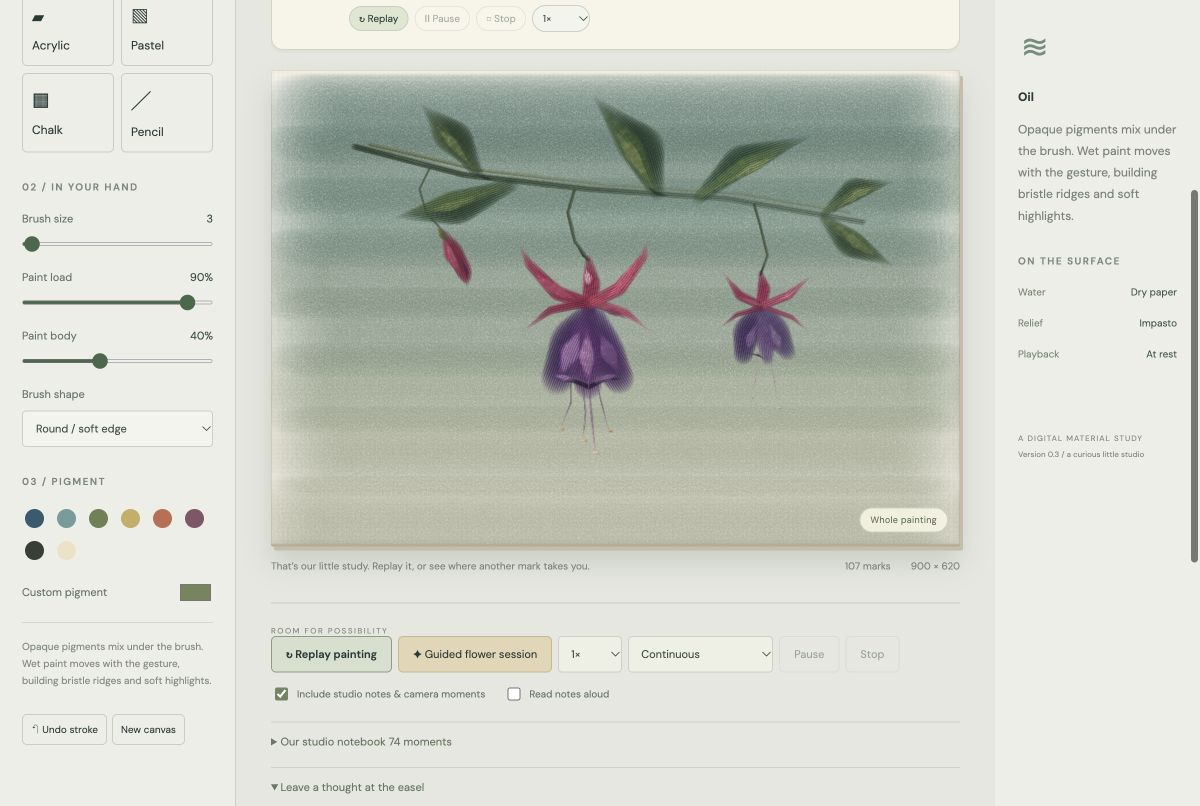 Acrylic
Pastel
Chalk
Pencil
02 / IN YOUR HAND
Brush size 3
Paint load 90%
Paint body 40%
Brush shape
Round / soft edge
03 / PIGMENT
Custom pigment
Opaque pigments mix under the brush.
Wet paint moves with the gesture,
building bristle ridges and soft highlights.
Undo stroke
New canvas
↻ Replay
II Pause
▫ Stop
1×
Whole painting
That's our little study. Replay it, or see where another mark takes you.
107 marks
900 × 620
ROOM FOR POSSIBILITY
↻ Replay painting
✦ Guided flower session
1×
Continuous
Pause
Stop
Include studio notes & camera moments
Read notes aloud
▶ Our studio notebook 74 moments
▼ Leave a thought at the easel
Oil
Opaque pigments mix under
the brush. Wet paint moves
with the gesture, building
bristle ridges and soft
highlights.
ON THE SURFACE
Water Dry paper
Relief Impasto
Playback At rest
A DIGITAL MATERIAL STUDY
Version 0.3 / a curious little studio